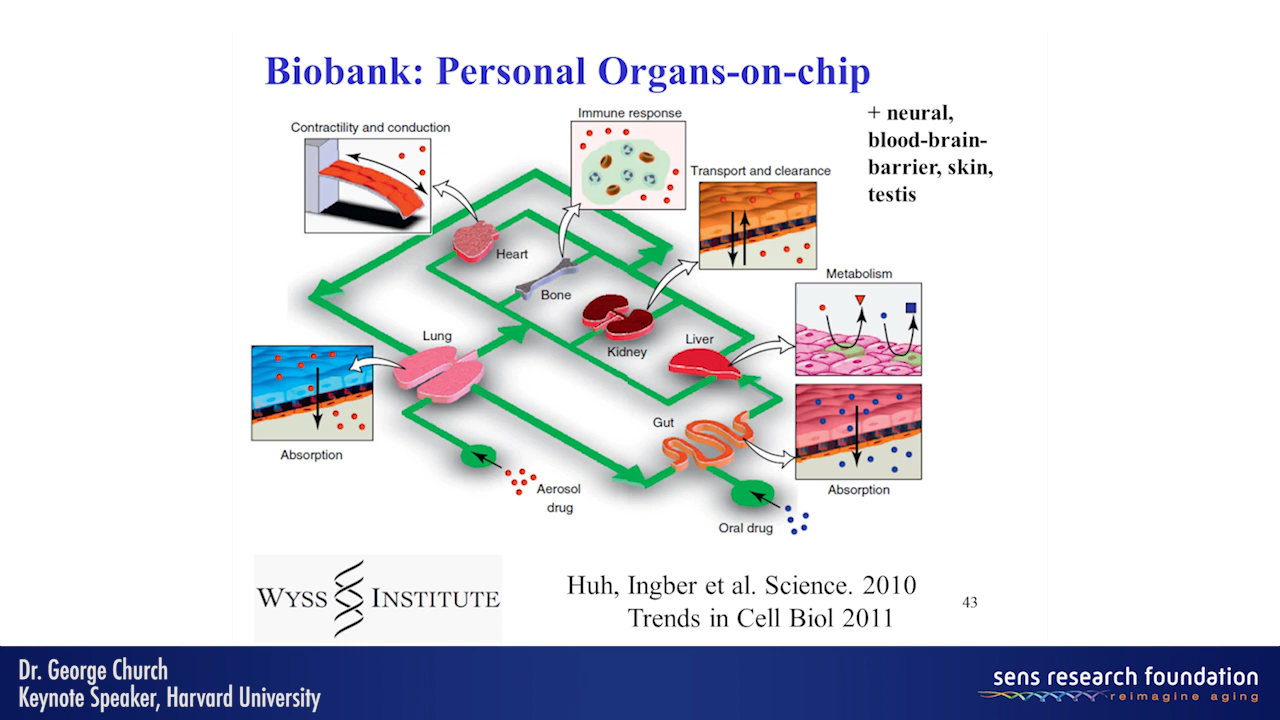 Biobank: Personal Organs-on-chip
+ neural,
blood-brain-
barrier, skin,
testis
Contractility and conduction
Immune response
Transport and clearance
Metabolism
Heart
Bone
Kidney
Liver
Lung
Gut
Absorption
Absorption
Aerosol
drug
Oral drug
WYSS INSTITUTE
Huh, Ingber et al. Science. 2010
Trends in Cell Biol 2011
43
Dr. George Church
Keynote Speaker, Harvard University
sens research foundation
reimagine aging